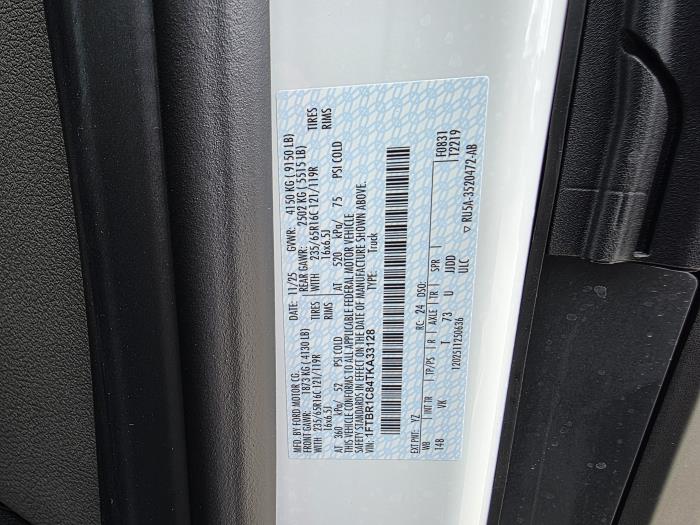 MFD. BY FORD MOTOR CO. DATE: 11/25 GVWR: 4150 KG ( 9150 LB)
FRONT GAWR: 1873 KG ( 4130 LB) REAR GAWR: 2502 KG ( 5515 LB)
WITH 235/65R16C 121/119R TIRES WITH 235/65R16C 121/119R TIRES
16x6.5J RIMS 16x6.5J RIMS
AT 360 kPa/ 52 PSI COLD AT 520 kPa/ 75 PSI COLD
THIS VEHICLE CONFORMS TO ALL APPLICABLE FEDERAL MOTOR VEHICLE
SAFETY STANDARDS IN EFFECT ON THE DATE OF MANUFACTURE SHOWN ABOVE.
VIN: 1FTBR1C84TKA33128 TYPE: Truck
EXT PNT: YZ RC: 24 DSO: F0831
WB INT TR TP/PS R AXLE TR SPR T2219
148 VK T 73 U JJDD
ULC
1202511250636 ▽ RU5A-3520472-AB